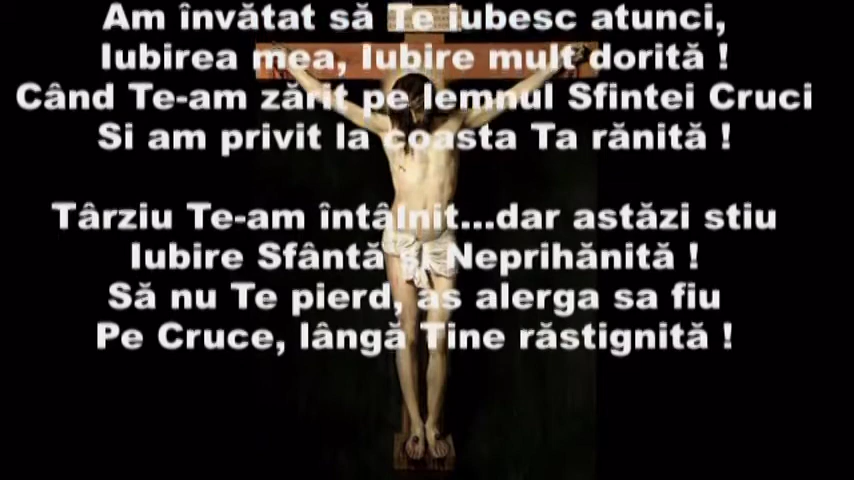 Am învătat să Te iubesc atunci,
Iubirea mea, Iubire mult dorită !
Când Te-am zărit pe lemnul Sfintei Cruci
Si am privit la coasta Ta rănită !
Târziu Te-am întâlnit...dar astăzi stiu
Iubire Sfântă si Neprihănită !
Să nu Te pierd, as alerga sa fiu
Pe Cruce, lângă Tine răstignită !